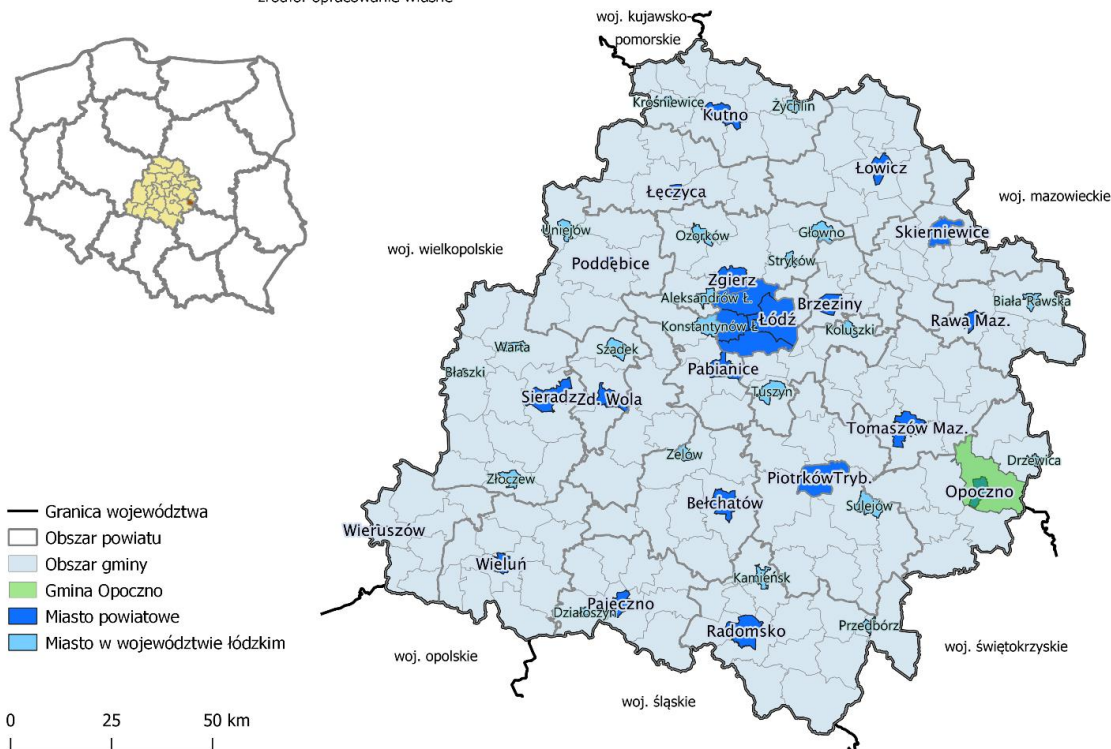 źródło: opracowanie własne
woj. kujawsko-
pomorskie
Krośniewice
Kutno
Żychlin
Łowicz
Łęczyca
woj. mazowieckie
Uniejów
Ozorków
Głowno
Skierniewice
woj. wielkopolskie
Poddębice
Stryków
Zgierz
Aleksandrów Ł.
Brzeziny
Biała Rawska
Konstantynów Ł.
Łódź
Koluszki
Rawa Maz.
Warta
Szadek
Błaszki
Pabianice
Sieradz
Zd. Wola
Tuszyn
Tomaszów Maz.
Zelów
Drzewica
Złoczew
PiotrkówTryb.
Opoczno
Bełchatów
Sulejów
Granica województwa
Wieruszów
Obszar powiatu
Obszar gminy
Wieluń
Kamieńsk
Gmina Opoczno
Pajęczno
Miasto powiatowe
Działoszyn
Radomsko
Przedbórz
Miasto w województwie łódzkim
woj. opolskie
woj. świętokrzyskie
woj. śląskie
0 25 50 km